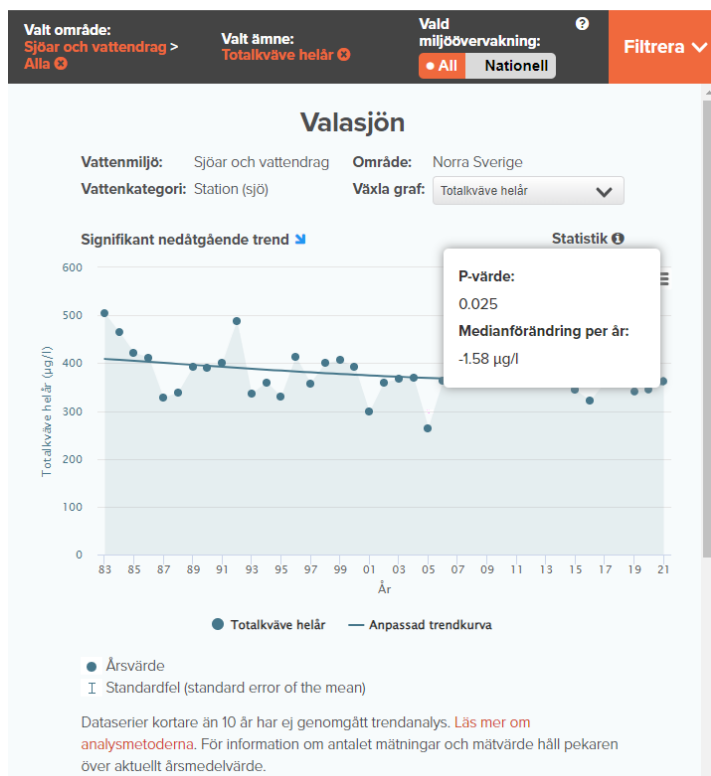 Valt område:
Sjöar och vattendrag >
Alla
Valt ämne:
Totalkväve helår
Vald
miljöövervakning:
?
All Nationell
Filtrera
Valasjön
Vattenmiljö: Sjöar och vattendrag Område: Norra Sverige
Vattenkategori: Station (sjö) Växla graf: Totalkväve helår
Signifikant nedåtgående trend Statistik
P-värde:
0.025
Medianförändring per år:
-1.58 µg/l
Totalkväve helår (µg/l)
600
500
400
300
200
100
0
83 85 87 89 91 93 95 97 99 01 03 05 07 09 11 13 15 17 19 21
År
Totalkväve helår Anpassad trendkurva
Årsvärde
Standardfel (standard error of the mean)
Dataserier kortare än 10 år har ej genomgått trendanalys. Läs mer om
analysmetoderna. För information om antalet mätningar och mätvärde håll pekaren
över aktuellt årsmedelvärde.